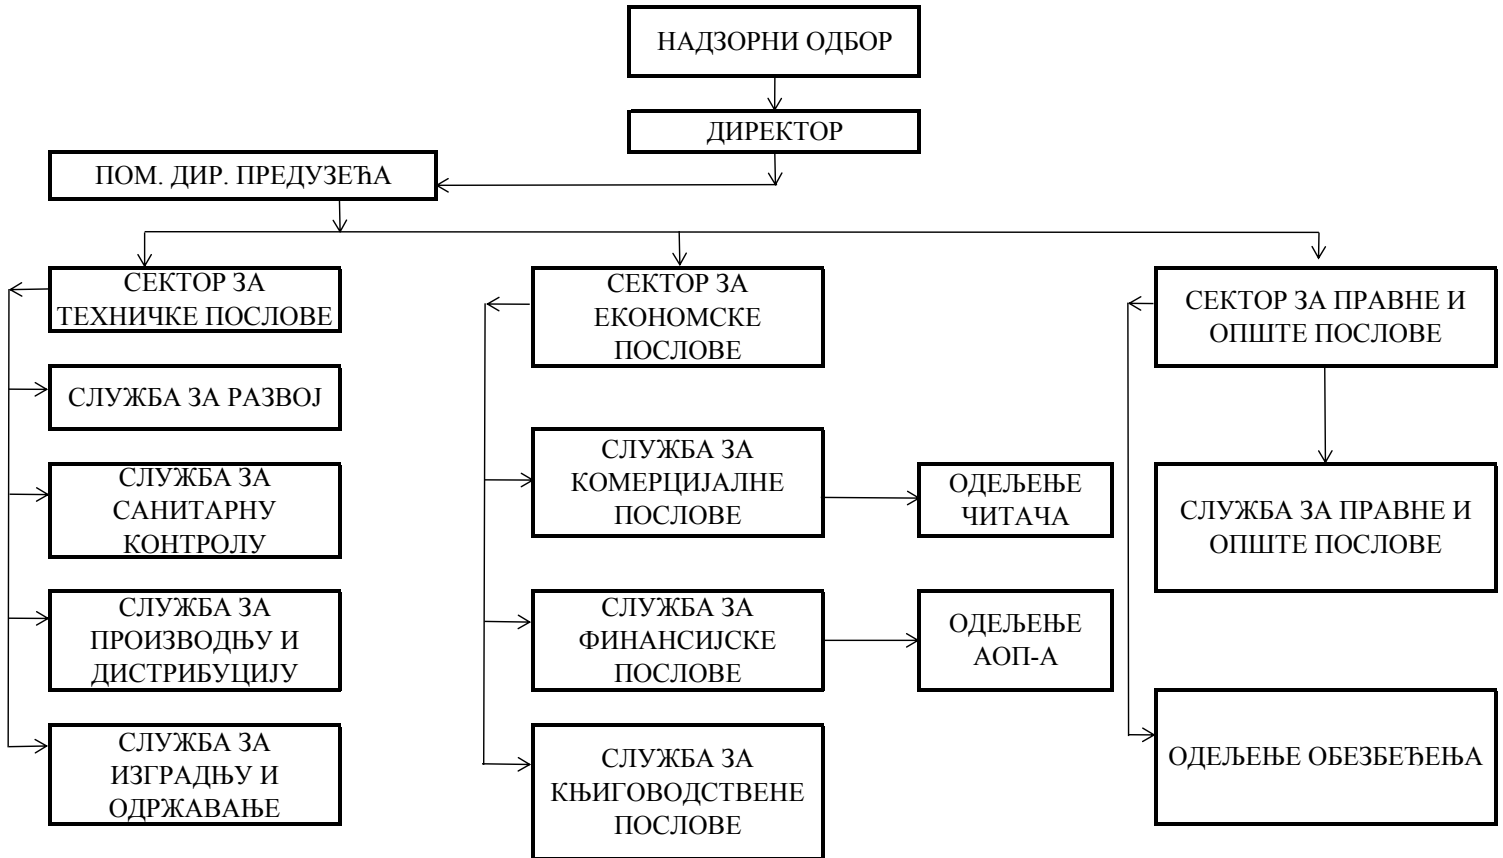 НАДЗОРНИ ОДБОР
ДИРЕКТОР
ПОМ. ДИР. ПРЕДУЗЕЋА
СЕКТОР ЗА
ТЕХНИЧКЕ ПОСЛОВЕ
СЛУЖБА ЗА РАЗВОЈ
СЛУЖБА ЗА
САНИТАРНУ
КОНТРОЛУ
СЛУЖБА ЗА
ПРОИЗВОДЊУ И
ДИСТРИБУЦИЈУ
СЛУЖБА ЗА
ИЗГРАДЊУ И
ОДРЖАВАЊЕ
СЕКТОР ЗА
ЕКОНОМСКЕ
ПОСЛОВЕ
СЛУЖБА ЗА
КОМЕРЦИЈАЛНЕ
ПОСЛОВЕ
ОДЕЉЕЊЕ
ЧИТАЧА
СЛУЖБА ЗА
ФИНАНСИЈСКЕ
ПОСЛОВЕ
ОДЕЉЕЊЕ
АОП-А
СЛУЖБА ЗА
КЊИГОВОДСТВЕНЕ
ПОСЛОВЕ
СЕКТОР ЗА ПРАВНЕ И
ОПШТЕ ПОСЛОВЕ
СЛУЖБА ЗА ПРАВНЕ И
ОПШТЕ ПОСЛОВЕ
ОДЕЉЕЊЕ ОБЕЗБЕЂЕЊА